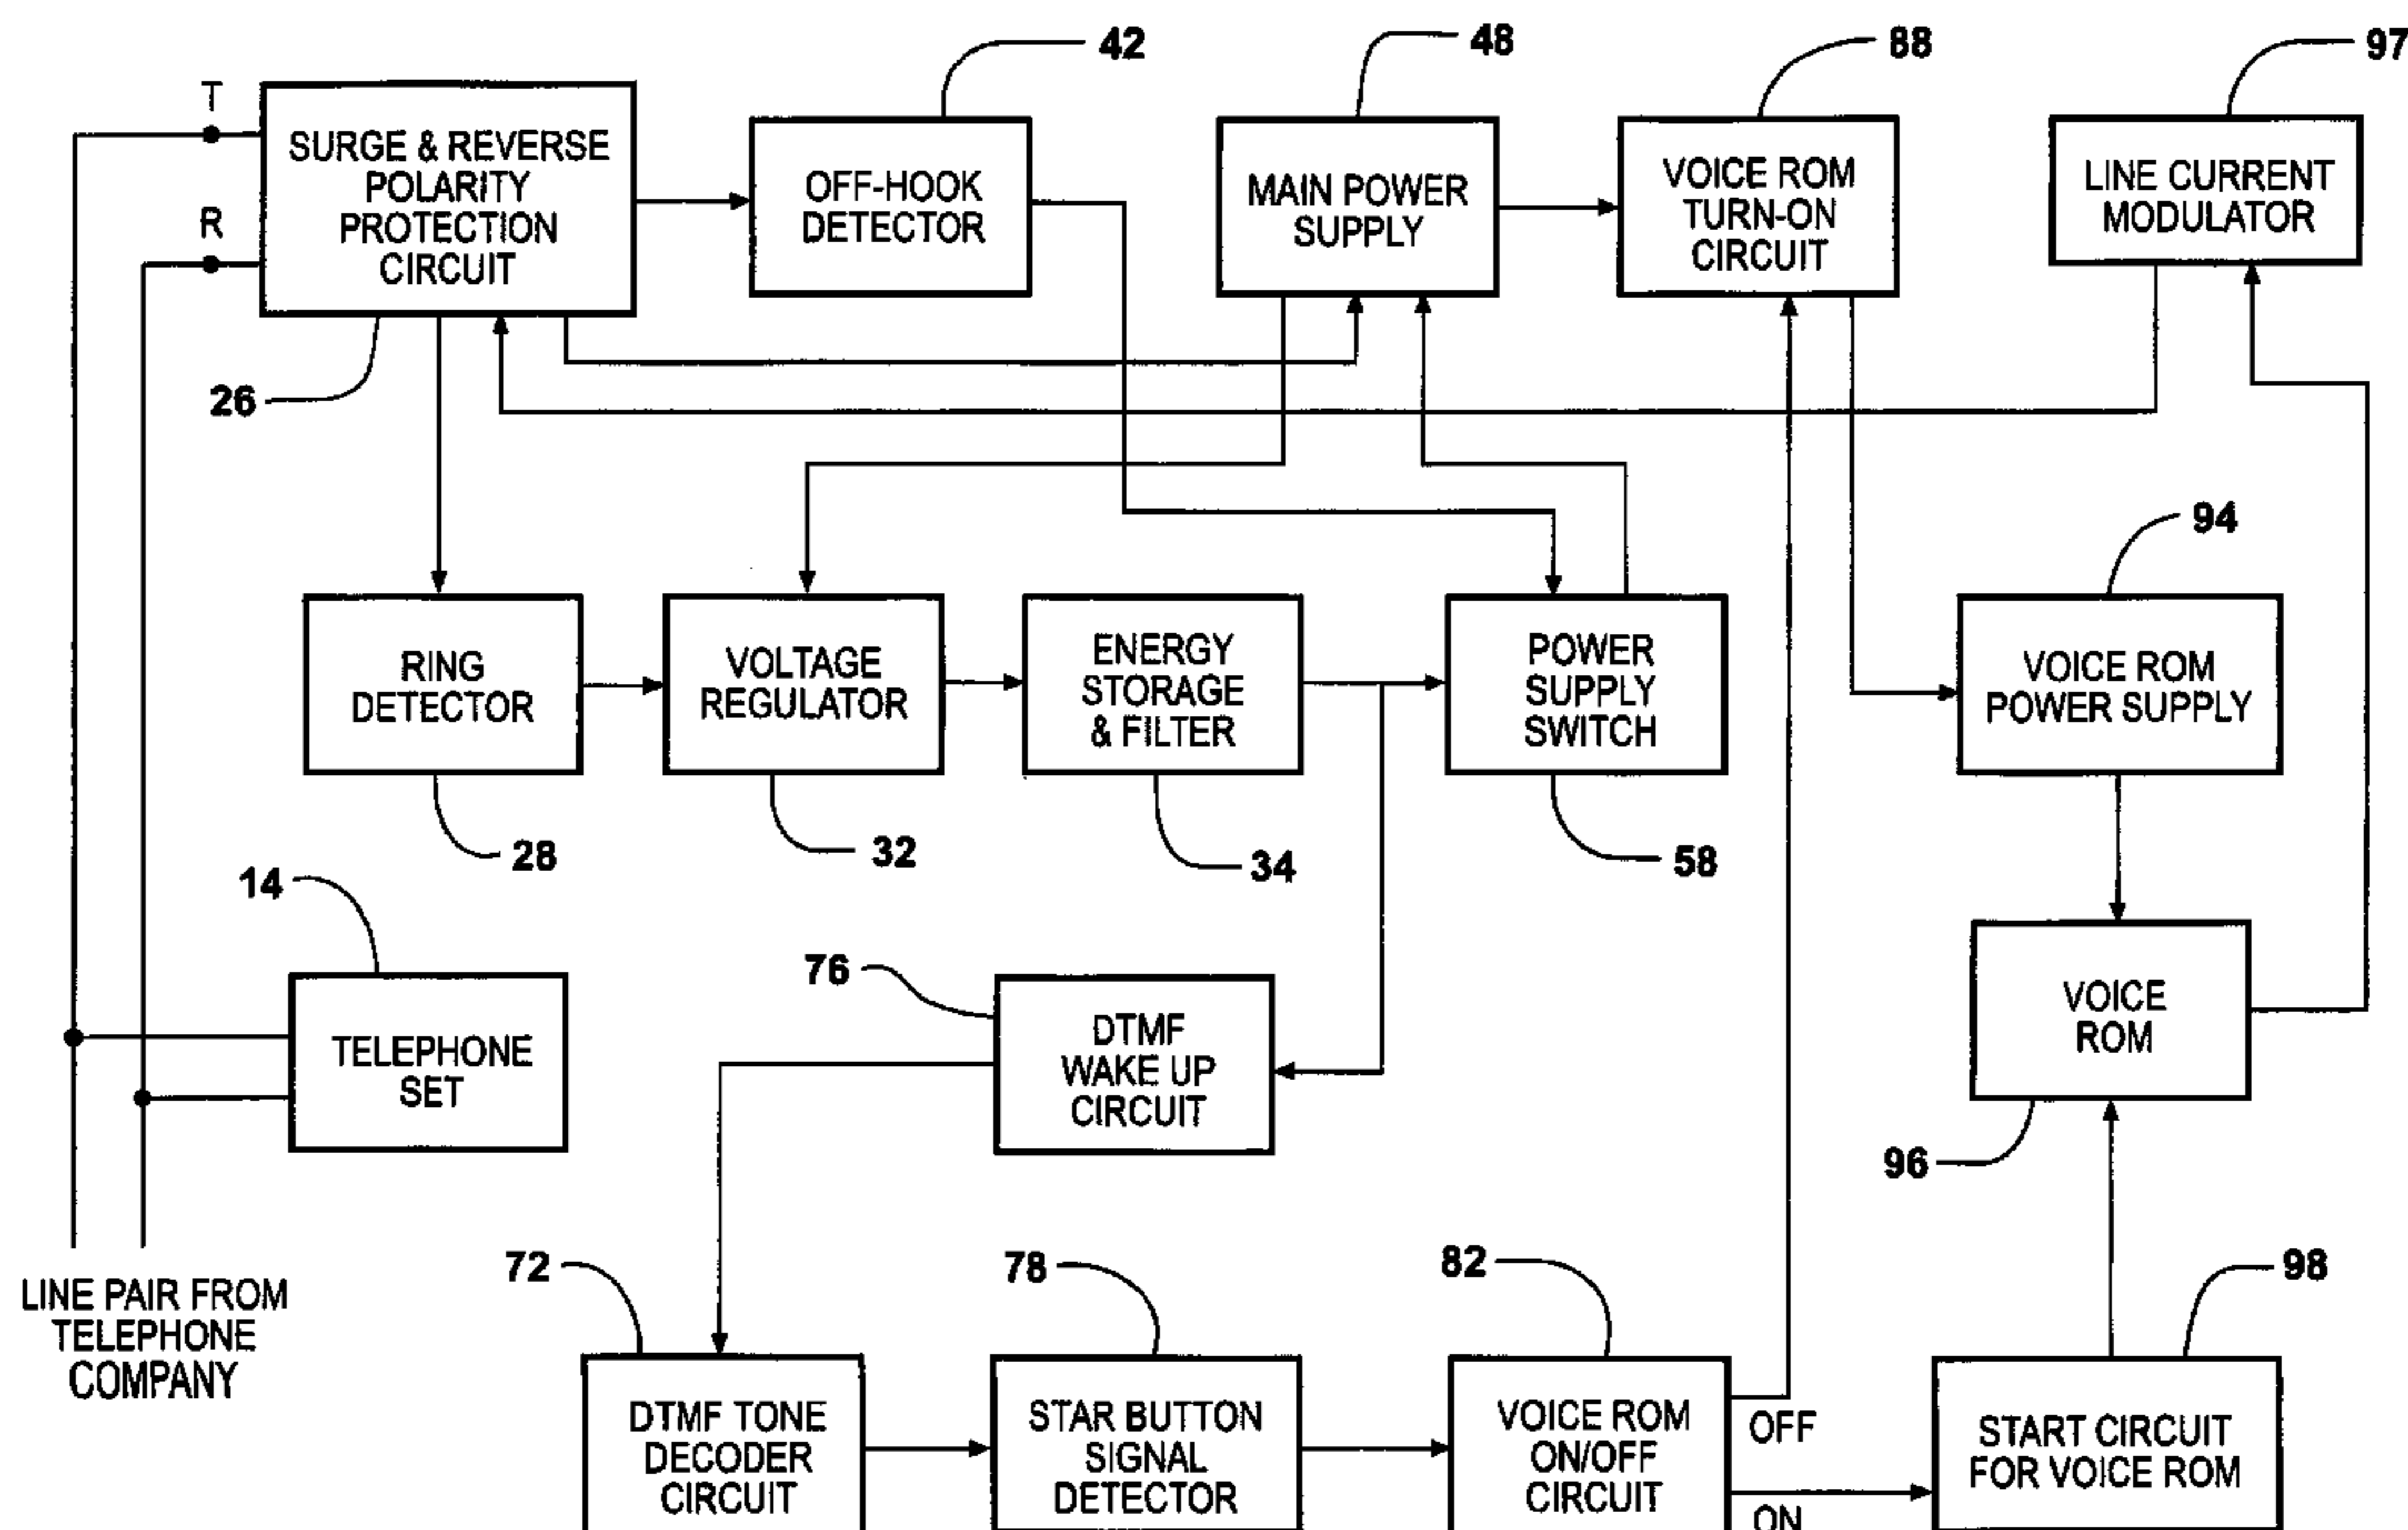 42
48
88
97
T
R
SURGE & REVERSE
POLARITY
PROTECTION
CIRCUIT
OFF-HOOK
DETECTOR
MAIN POWER
SUPPLY
VOICE ROM
TURN-ON
CIRCUIT
LINE CURRENT
MODULATOR
26
94
RING
DETECTOR
VOLTAGE
REGULATOR
ENERGY
STORAGE
& FILTER
POWER
SUPPLY
SWITCH
VOICE ROM
POWER SUPPLY
28
32
34
58
14
76
TELEPHONE
SET
DTMF
WAKE UP
CIRCUIT
VOICE
ROM
96
72
78
82
98
LINE PAIR FROM
TELEPHONE
COMPANY
DTMF TONE
DECODER
CIRCUIT
STAR BUTTON
SIGNAL
DETECTOR
VOICE ROM
ON/OFF
CIRCUIT
OFF
ON
START CIRCUIT
FOR VOICE ROM